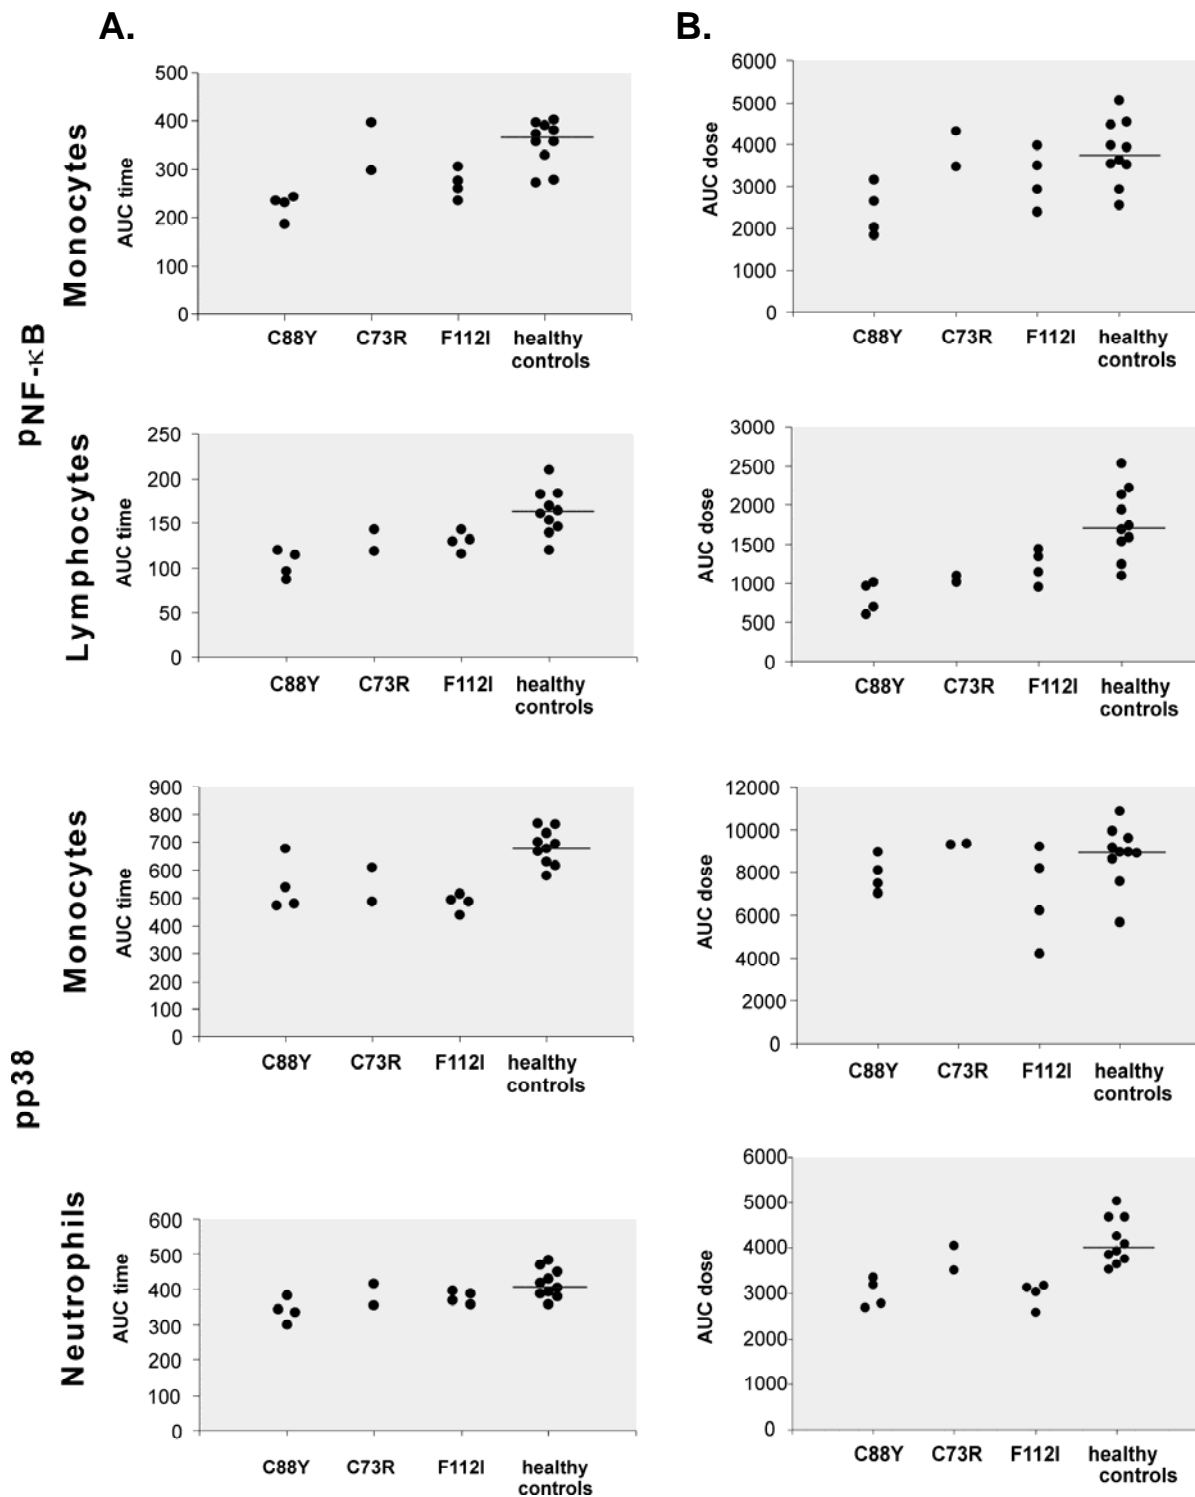 A.
B.
pNF-κB
Monocytes
AUC time
500
400
300
200
100
0
C88Y C73R F112I healthy
controls
AUC dose
6000
5000
4000
3000
2000
1000
0
C88Y C73R F112I healthy
controls
Lymphocytes
AUC time
250
200
150
100
50
0
C88Y C73R F112I healthy
controls
AUC dose
3000
2500
2000
1500
1000
500
0
C88Y C73R F112I healthy
controls
pp38
Monocytes
AUC time
900
800
700
600
500
400
300
200
100
0
C88Y C73R F112I healthy
controls
AUC dose
12000
10000
8000
6000
4000
2000
0
C88Y C73R F112I healthy
controls
Neutrophils
AUC time
600
500
400
300
200
100
0
C88Y C73R F112I healthy
controls
AUC dose
6000
5000
4000
3000
2000
1000
0
C88Y C73R F112I healthy
controls